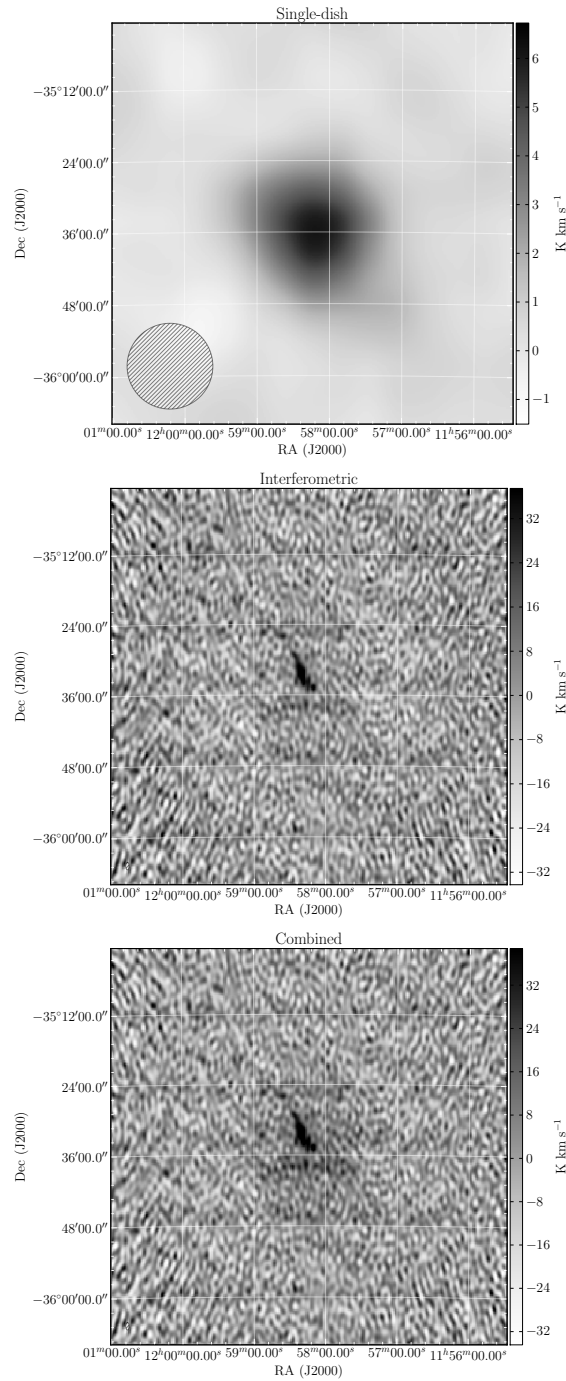 Single-dish
−35°12′00.0″
24′00.0″
36′00.0″
48′00.0″
−36°00′00.0″
Dec (J2000)
01ᵐ00.00ˢ 12ʰ00ᵐ00.00ˢ 59ᵐ00.00ˢ 58ᵐ00.00ˢ 57ᵐ00.00ˢ 11ʰ56ᵐ00.00ˢ
RA (J2000)
6
5
4
3
2
1
0
−1
K km s⁻¹
Interferometric
−35°12′00.0″
24′00.0″
36′00.0″
48′00.0″
−36°00′00.0″
Dec (J2000)
01ᵐ00.00ˢ 12ʰ00ᵐ00.00ˢ 59ᵐ00.00ˢ 58ᵐ00.00ˢ 57ᵐ00.00ˢ 11ʰ56ᵐ00.00ˢ
RA (J2000)
32
24
16
8
0
−8
−16
−24
−32
K km s⁻¹
Combined
−35°12′00.0″
24′00.0″
36′00.0″
48′00.0″
−36°00′00.0″
Dec (J2000)
01ᵐ00.00ˢ 12ʰ00ᵐ00.00ˢ 59ᵐ00.00ˢ 58ᵐ00.00ˢ 57ᵐ00.00ˢ 11ʰ56ᵐ00.00ˢ
RA (J2000)
32
24
16
8
0
−8
−16
−24
−32
K km s⁻¹